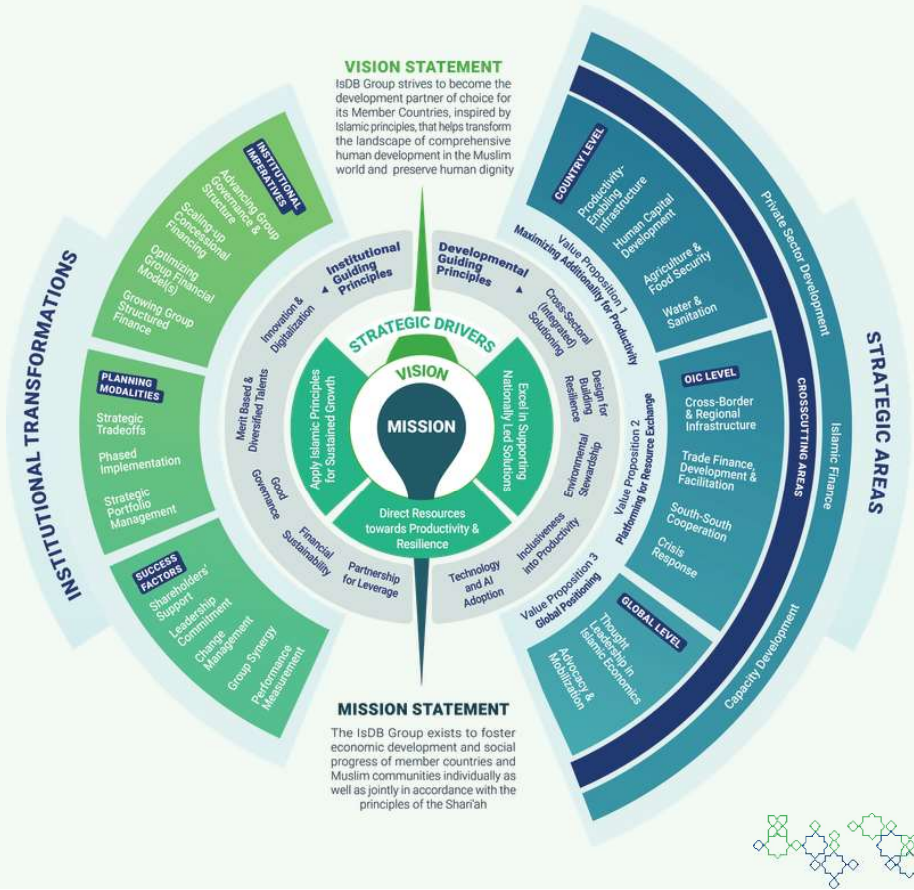 VISION STATEMENT
IsDB Group strives to become the
development partner of choice for
its Member Countries, inspired by
Islamic principles, that helps transform
the landscape of comprehensive
human development in the Muslim
world and preserve human dignity
INSTITUTIONAL TRANSFORMATIONS
INSTITUTIONAL
IMPERATIVES
Advancing Group
Governance &
Structure
Scaling-up
Concessional
Financing
Optimizing
Group Financial
Model(s)
Growing Group
Structured
Finance
PLANNING
MODALITIES
Strategic
Tradeoffs
Phased
Implementation
Strategic
Portfolio
Management
SUCCESS
FACTORS
Shareholders'
Support
Leadership
Commitment
Change
Management
Group Synergy
Performance
Measurement
Institutional
Guiding
Principles
Innovation &
Digitalization
Merit Based &
Diversified Talents
Good
Governance
Financial
Sustainability
Partnership
for Leverage
STRATEGIC DRIVERS
VISION
MISSION
Apply Islamic Principles
for Sustained Growth
Excel in Supporting
Nationally Led Solutions
Direct Resources
towards Productivity &
Resilience
Developmental
Guiding
Principles
Cross-Sectoral
(Integrated)
Solutioning
Design for
Building
Resilience
Environmental
Stewardship
Inclusiveness
into Productivity
Technology
and AI
Adoption
Value Proposition 1
Maximizing Additionality for Productivity
Value Proposition 2
Platforming for Resource Exchange
Value Proposition 3
Global Positioning
COUNTRY LEVEL
Productivity-
Enabling
Infrastructure
Human Capital
Development
Agriculture &
Food Security
Water &
Sanitation
OIC LEVEL
Cross-Border
& Regional
Infrastructure
Trade Finance,
Development &
Facilitation
South-South
Cooperation
Crisis
Response
GLOBAL LEVEL
Thought
Leadership in
Islamic Economics
Advocacy &
Mobilization
CROSSCUTTING AREAS
Private Sector Development
Islamic Finance
Capacity Development
STRATEGIC AREAS
MISSION STATEMENT
The IsDB Group exists to foster
economic development and social
progress of member countries and
Muslim communities individually as
well as jointly in accordance with the
principles of the Shari'ah